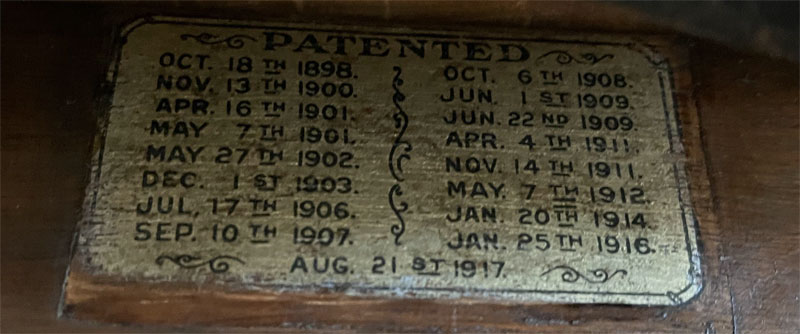 PATENTED
OCT. 18 TH 1898.
NOV. 13 TH 1900.
APR. 16 TH 1901.
MAY 7 TH 1901.
MAY 27 TH 1902.
DEC. 1 ST 1903.
JUL. 17 TH 1906.
SEP. 10 TH 1907.
OCT. 6 TH 1908.
JUN. 1 ST 1909.
JUN. 22 ND 1909.
APR. 4 TH 1911.
NOV. 14 TH 1911.
MAY. 7 TH 1912.
JAN. 20 TH 1914.
JAN. 25 TH 1916.
AUG. 21 ST 1917.